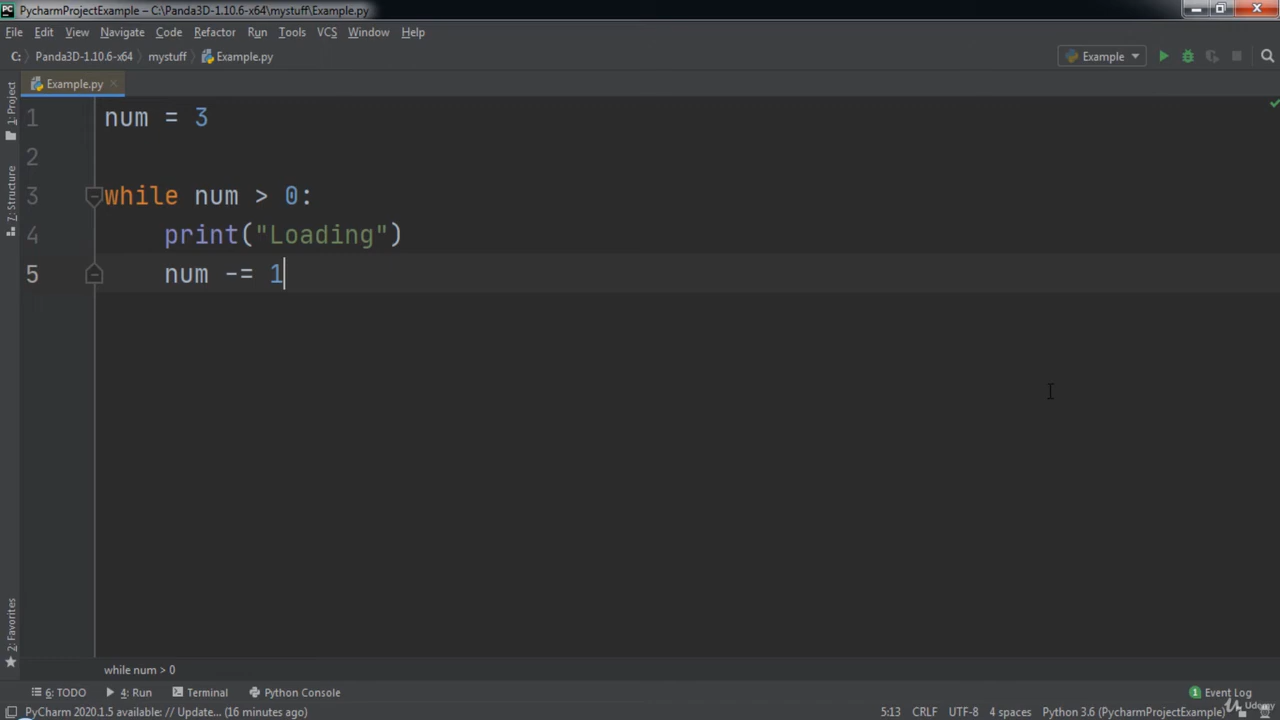 PC PycharmProjectExample – C:\Panda3D-1.10.6-x64\mystuff\Example.py
File Edit View Navigate Code Refactor Run Tools VCS Window Help
C: Panda3D-1.10.6-x64 mystuff Example.py Example
1: Project
Example.py
1 num = 3
2
3 while num > 0:
4 print("Loading")
5 num -= 1
7: Structure
2: Favorites
while num > 0
6: TODO 4: Run Terminal Python Console 1 Event Log
PyCharm 2020.1.5 available: // Update... (16 minutes ago) 5:13 CRLF UTF-8 4 spaces Python 3.6 (PycharmProjectExample)
Udemy